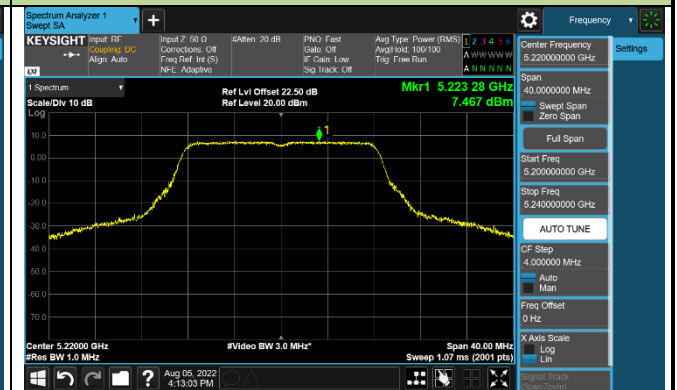 Spectrum Analyzer 1
Swept SA
Frequency
KEYSIGHT
Input: RF
Coupling: DC
Align: Auto
Input Z: 50 Ω
Corrections: Off
Freq Ref: Int (S)
NFE: Adaptive
#Atten: 20 dB
PNO: Fast
Gate: Off
IF Gain: Low
Sig Track: Off
Avg Type: Power (RMS)
Avg|Hold: 100/100
Trig: Free Run
1 2 3 4 5 6
A W W W W W
A N N N N N
LXI
1 Spectrum
Scale/Div 10 dB
Log
Ref Lvl Offset 22.50 dB
Ref Level 20.00 dBm
Mkr1 5.223 28 GHz
7.467 dBm
1
10.0
0.00
-10.0
-20.0
-30.0
-40.0
-50.0
-60.0
-70.0
Center 5.22000 GHz
#Res BW 1.0 MHz
#Video BW 3.0 MHz*
Span 40.00 MHz
Sweep 1.07 ms (2001 pts)
Aug 05, 2022
4:13:03 PM
?
Center Frequency
5.220000000 GHz
Settings
Span
40.0000000 MHz
Swept Span
Zero Span
Full Span
Start Freq
5.200000000 GHz
Stop Freq
5.240000000 GHz
AUTO TUNE
CF Step
4.000000 MHz
Auto
Man
Freq Offset
0 Hz
X Axis Scale
Log
Lin
Signal Track
(Span Zoom)